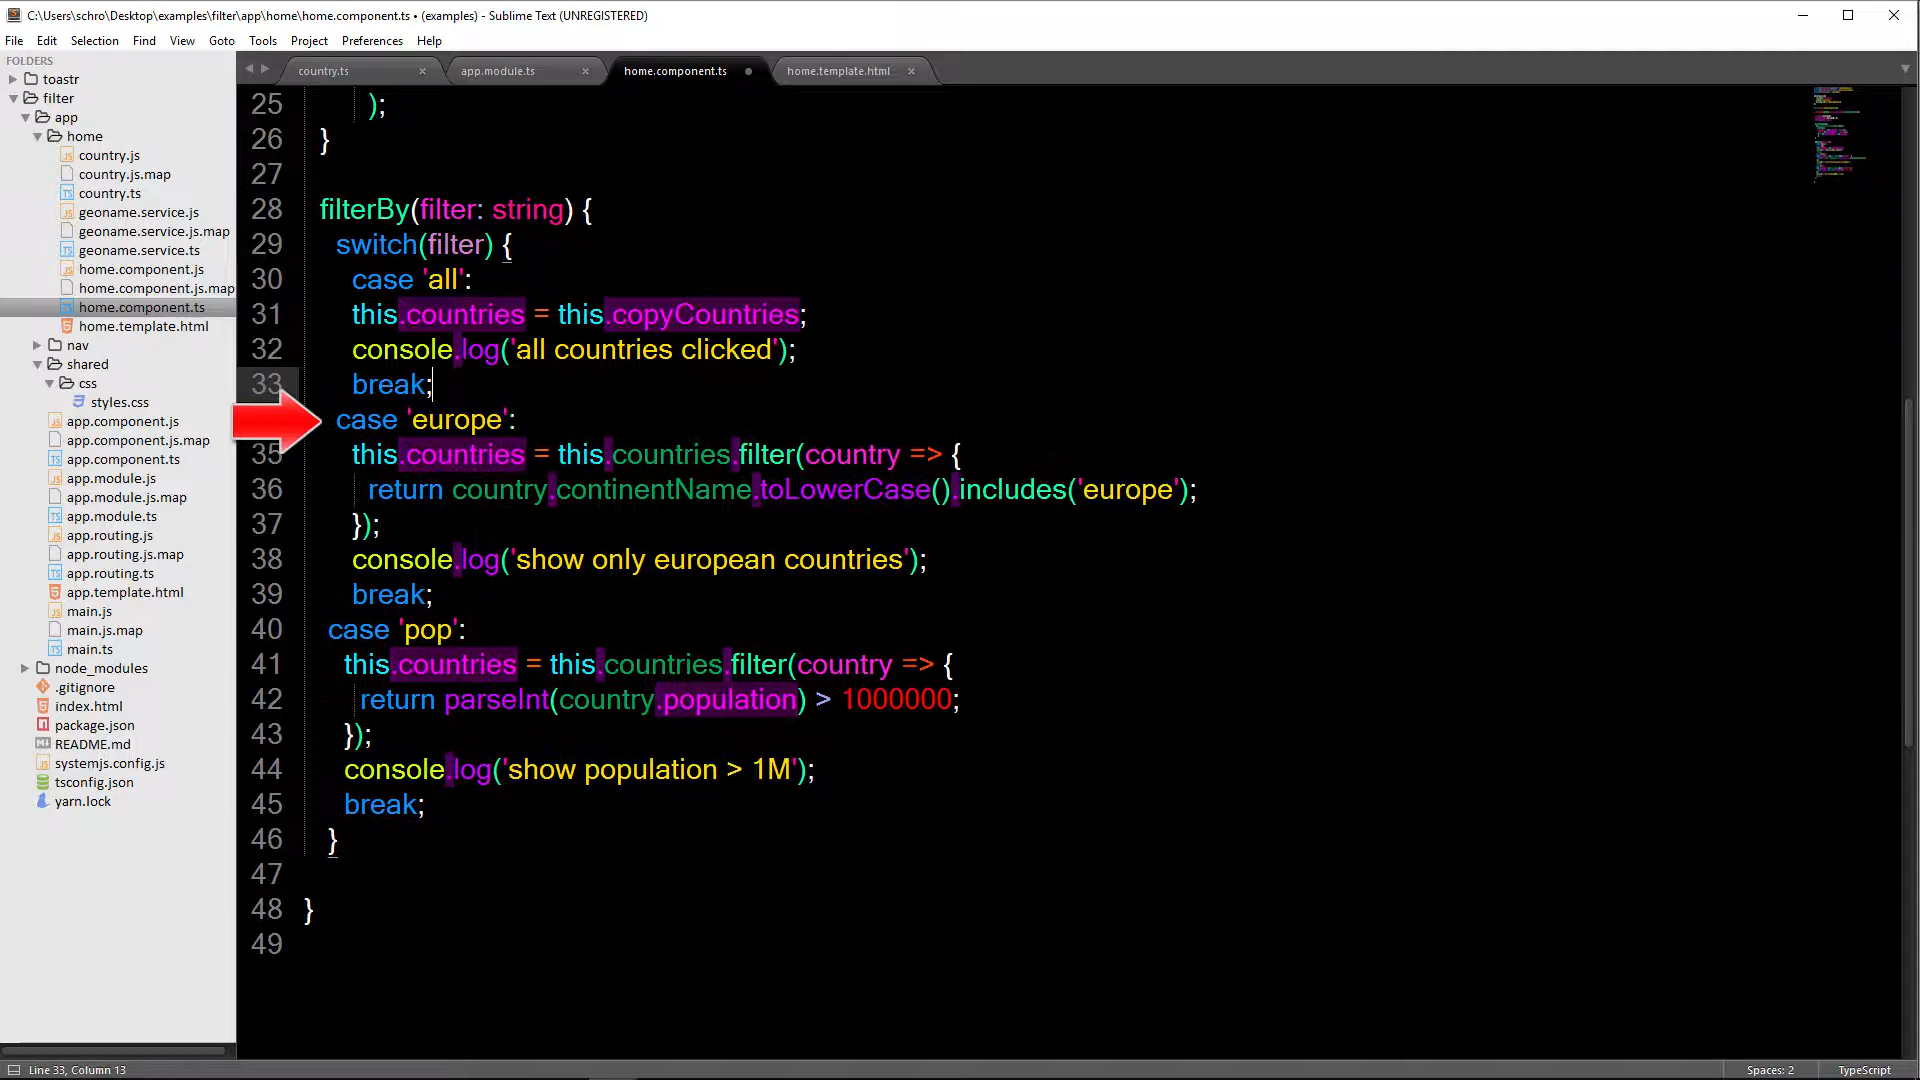 C:\Users\schro\Desktop\examples\filter\app\home\home.component.ts • (examples) - Sublime Text (UNREGISTERED)
File Edit Selection Find View Goto Tools Project Preferences Help
FOLDERS
toastr
filter
app
home
country.js
country.js.map
country.ts
geoname.service.js
geoname.service.js.map
geoname.service.ts
home.component.js
home.component.js.map
home.component.ts
home.template.html
nav
shared
css
styles.css
app.component.js
app.component.js.map
app.component.ts
app.module.js
app.module.js.map
app.module.ts
app.routing.js
app.routing.js.map
app.routing.ts
app.template.html
main.js
main.js.map
main.ts
node_modules
.gitignore
index.html
package.json
README.md
systemjs.config.js
tsconfig.json
yarn.lock
country.ts × app.module.ts × home.component.ts • home.template.html ×
25 );
26 }
27
28 filterBy(filter: string) {
29 switch(filter) {
30 case 'all':
31 this.countries = this.copyCountries;
32 console.log('all countries clicked');
33 break;
case 'europe':
35 this.countries = this.countries.filter(country => {
36 return country.continentName.toLowerCase().includes('europe');
37 });
38 console.log('show only european countries');
39 break;
40 case 'pop':
41 this.countries = this.countries.filter(country => {
42 return parseInt(country.population) > 1000000;
43 });
44 console.log('show population > 1M');
45 break;
46 }
47
48 }
49
Line 33, Column 13 Spaces: 2 TypeScript